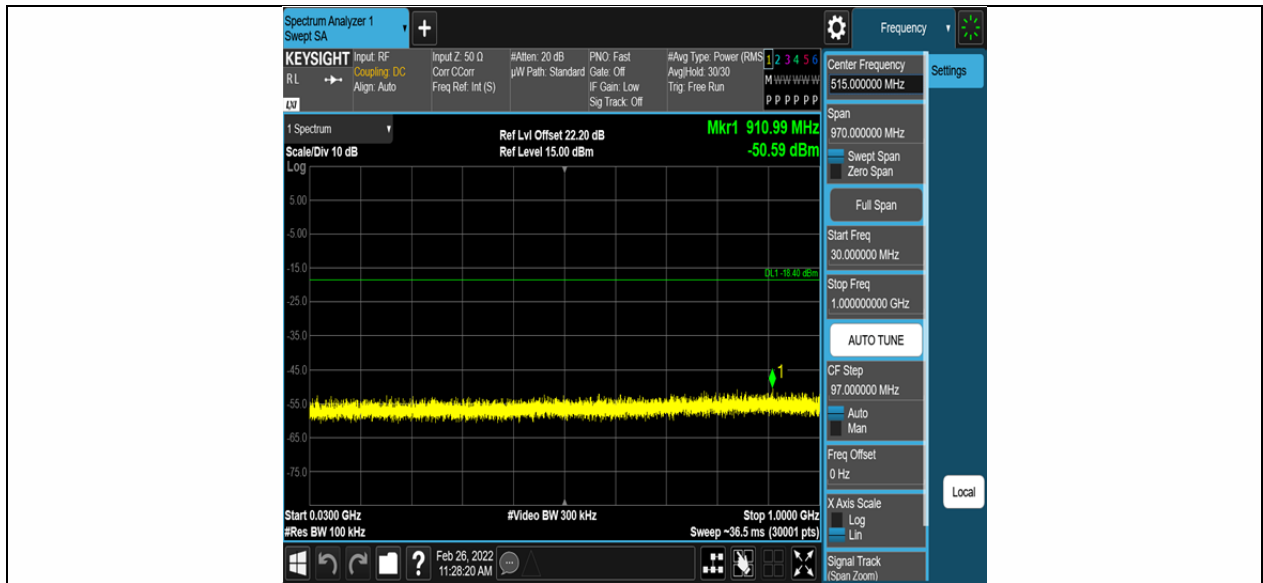 Spectrum Analyzer 1
Swept SA
+
Frequency
KEYSIGHT
RL
LXI
Input: RF
Coupling: DC
Align: Auto
Input Z: 50 Ω
Corr CCorr
Freq Ref: Int (S)
#Atten: 20 dB
µW Path: Standard
PNO: Fast
Gate: Off
IF Gain: Low
Sig Track: Off
#Avg Type: Power (RMS
Avg|Hold: 30/30
Trig: Free Run
1 2 3 4 5 6
M W W W W W
P P P P P P
1 Spectrum
Scale/Div 10 dB
Log
Ref Lvl Offset 22.20 dB
Ref Level 15.00 dBm
Mkr1 910.99 MHz
-50.59 dBm
5.00
-5.00
-15.0
DL1 -18.40 dBm
-25.0
-35.0
-45.0
1
-55.0
-65.0
-75.0
Start 0.0300 GHz
#Res BW 100 kHz
#Video BW 300 kHz
Stop 1.0000 GHz
Sweep ~36.5 ms (30001 pts)
Feb 26, 2022
11:28:20 AM
?
Center Frequency
515.000000 MHz
Settings
Span
970.000000 MHz
Swept Span
Zero Span
Full Span
Start Freq
30.000000 MHz
Stop Freq
1.000000000 GHz
AUTO TUNE
CF Step
97.000000 MHz
Auto
Man
Freq Offset
0 Hz
X Axis Scale
Log
Lin
Local
Signal Track
(Span Zoom)